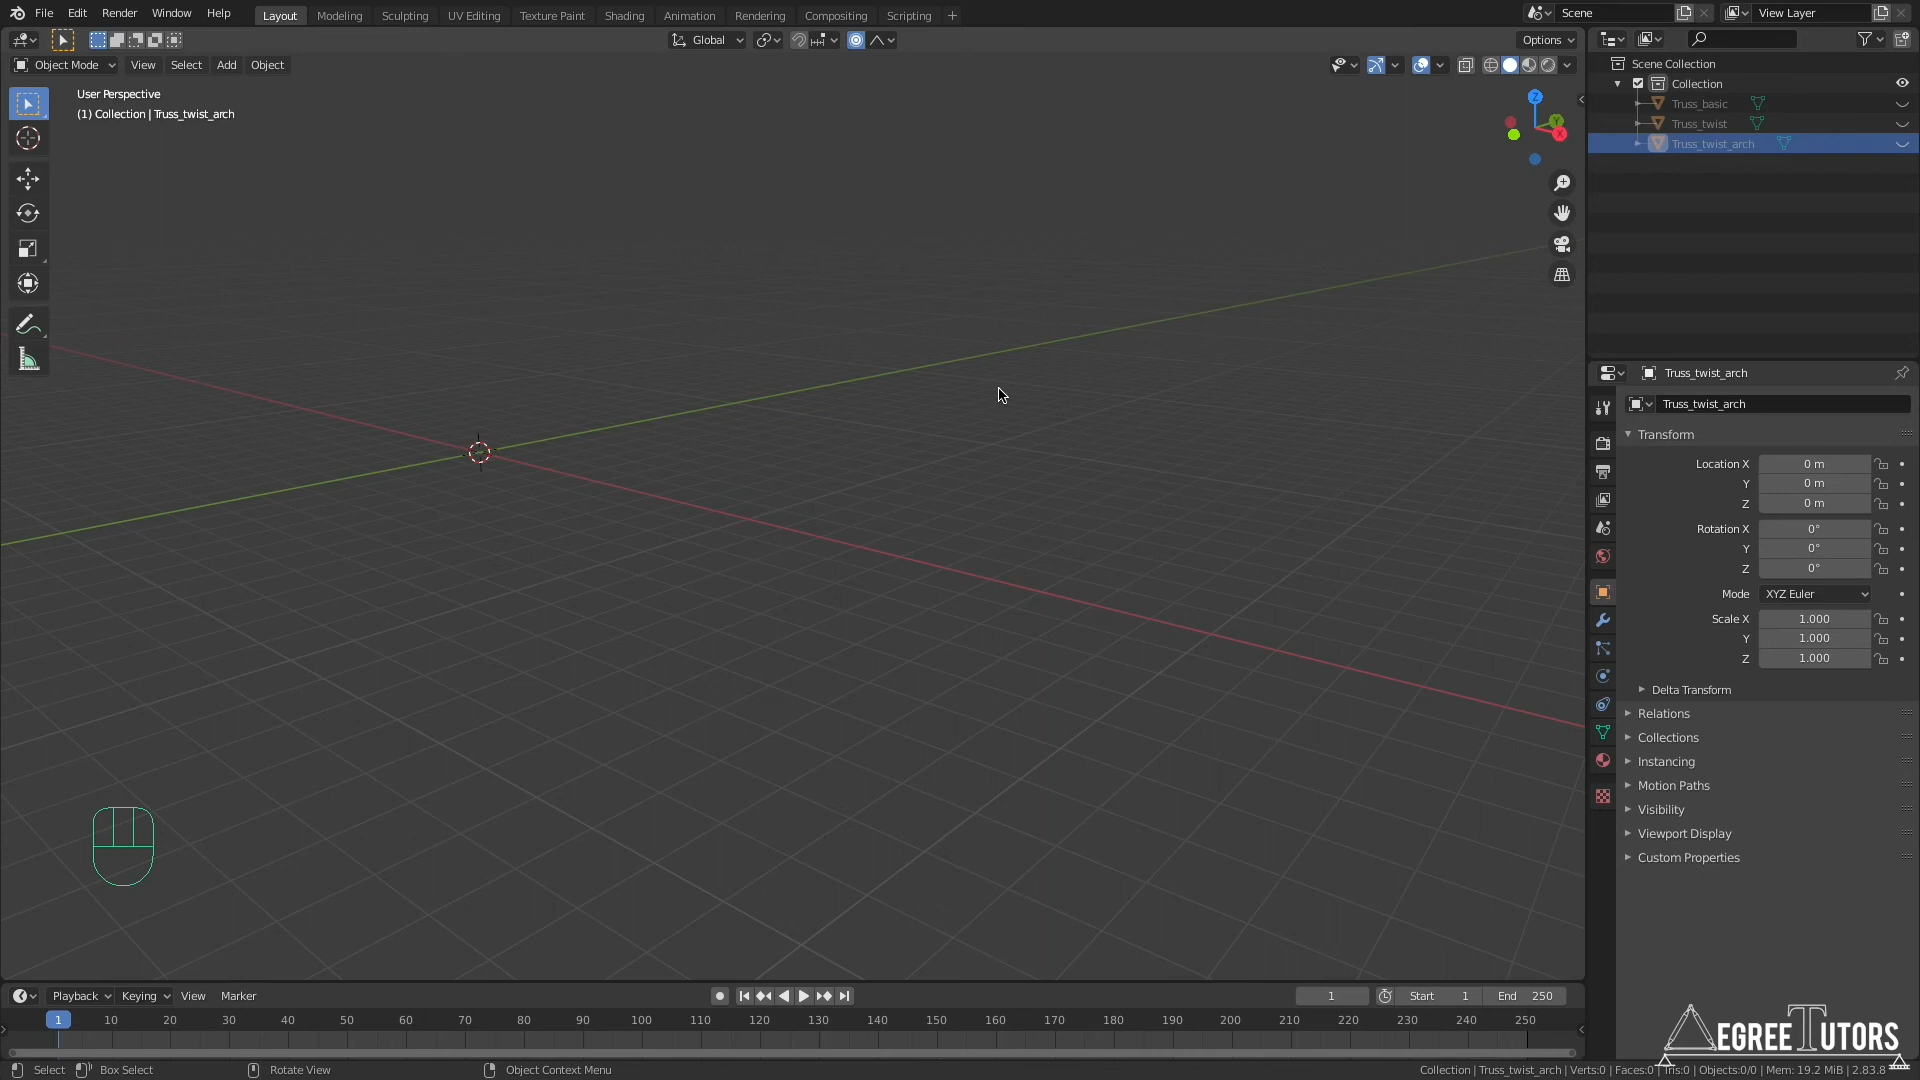 File Edit Render Window Help Layout Modeling Sculpting UV Editing Texture Paint Shading Animation Rendering Compositing Scripting + Scene View Layer
Global Options
Object Mode View Select Add Object
User Perspective
(1) Collection | Truss_twist_arch
Z
Y
X
Scene Collection
Collection
Truss_basic
Truss_twist
Truss_twist_arch
Truss_twist_arch
Truss_twist_arch
Transform
Location X 0 m
Y 0 m
Z 0 m
Rotation X 0°
Y 0°
Z 0°
Mode XYZ Euler
Scale X 1.000
Y 1.000
Z 1.000
Delta Transform
Relations
Collections
Instancing
Motion Paths
Visibility
Viewport Display
Custom Properties
Playback Keying View Marker 1 Start 1 End 250
1 10 20 30 40 50 60 70 80 90 100 110 120 130 140 150 160 170 180 190 200 210 220 230 240 250
DEGREE TUTORS
Select Box Select Rotate View Object Context Menu Collection | Truss_twist_arch | Verts:0 | Faces:0 | Tris:0 | Objects:0/0 | Mem: 19.2 MiB | 2.83.8